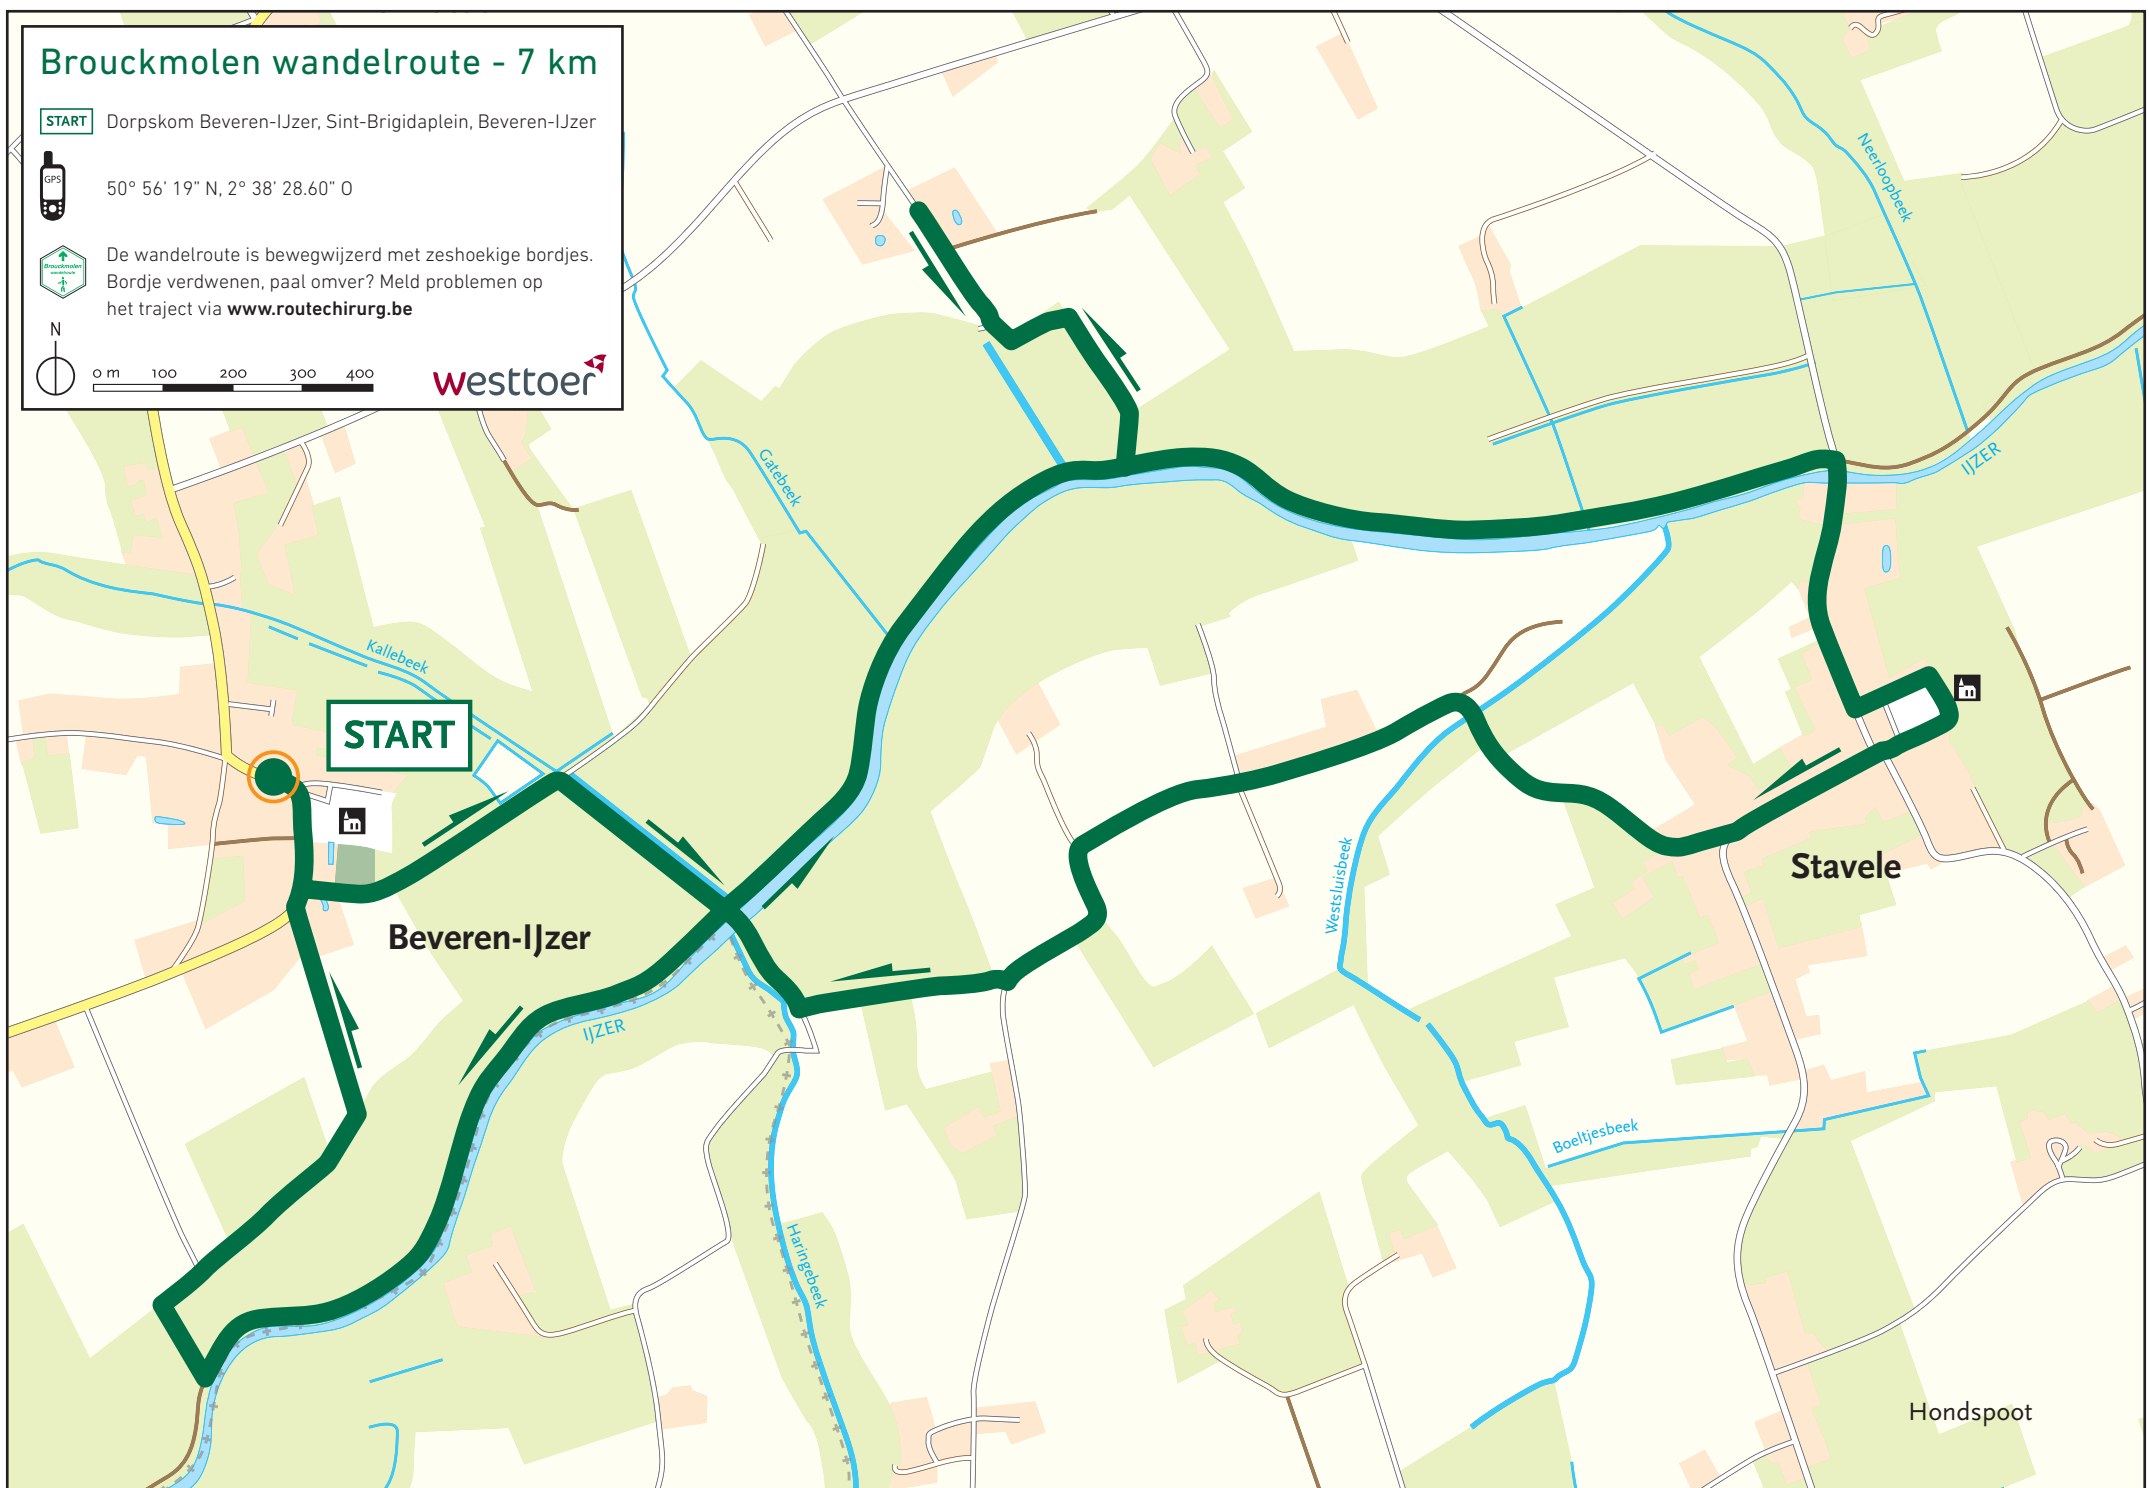 Brouckmolen wandelroute - 7 km
START Dorpskom Beveren-IJzer, Sint-Brigidaplein, Beveren-IJzer
GPS
50° 56' 19" N, 2° 38' 28.60" O
De wandelroute is bewegwijzerd met zeshoekige bordjes.
Bordje verdwenen, paal omver? Meld problemen op
het traject via www.routechirurg.be
Brouckmolen
wandelroute
N
0 m 100 200 300 400
westtoer
Neerloopbeek
IJZER
Gatebeek
Kallebeek
START
Stavele
Westsluisbeek
Beveren-IJzer
IJZER
Boeltjesbeek
Haringebeek
Hondspoot